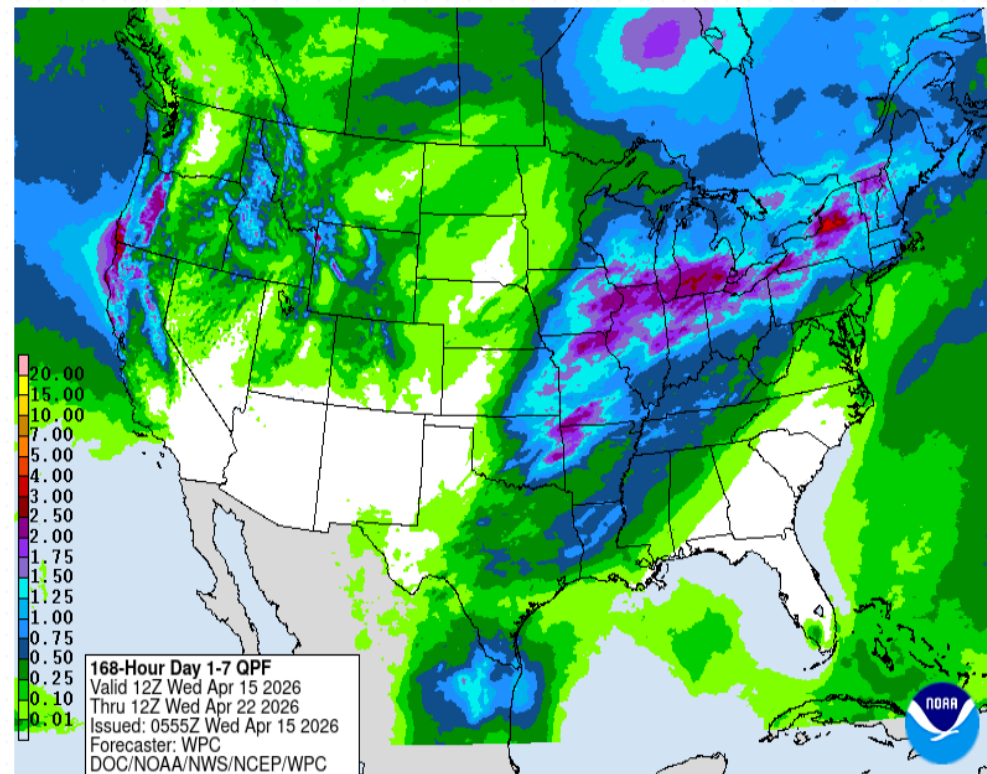 20.00
15.00
10.00
7.00
5.00
4.00
3.00
2.50
2.00
1.75
1.50
1.25
1.00
0.75
0.50
0.25
0.10
0.01
168-Hour Day 1-7 QPF
Valid 12Z Wed Apr 15 2026
Thru 12Z Wed Apr 22 2026
Issued: 0555Z Wed Apr 15 2026
Forecaster: WPC
DOC/NOAA/NWS/NCEP/WPC
NOAA